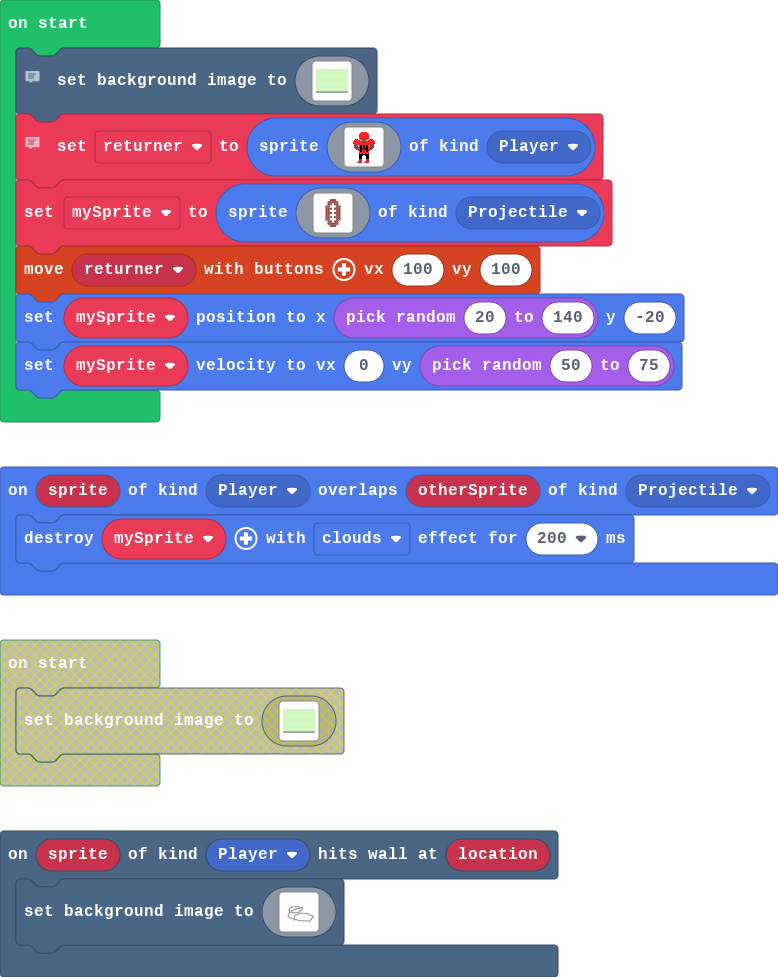 on start
set background image to
set returner to sprite of kind Player
set mySprite to sprite of kind Projectile
move returner with buttons vx 100 vy 100
set mySprite position to x pick random 20 to 140 y -20
set mySprite velocity to vx 0 vy pick random 50 to 75
on sprite of kind Player overlaps otherSprite of kind Projectile
destroy mySprite with clouds effect for 200 ms
on start
set background image to
on sprite of kind Player hits wall at location
set background image to